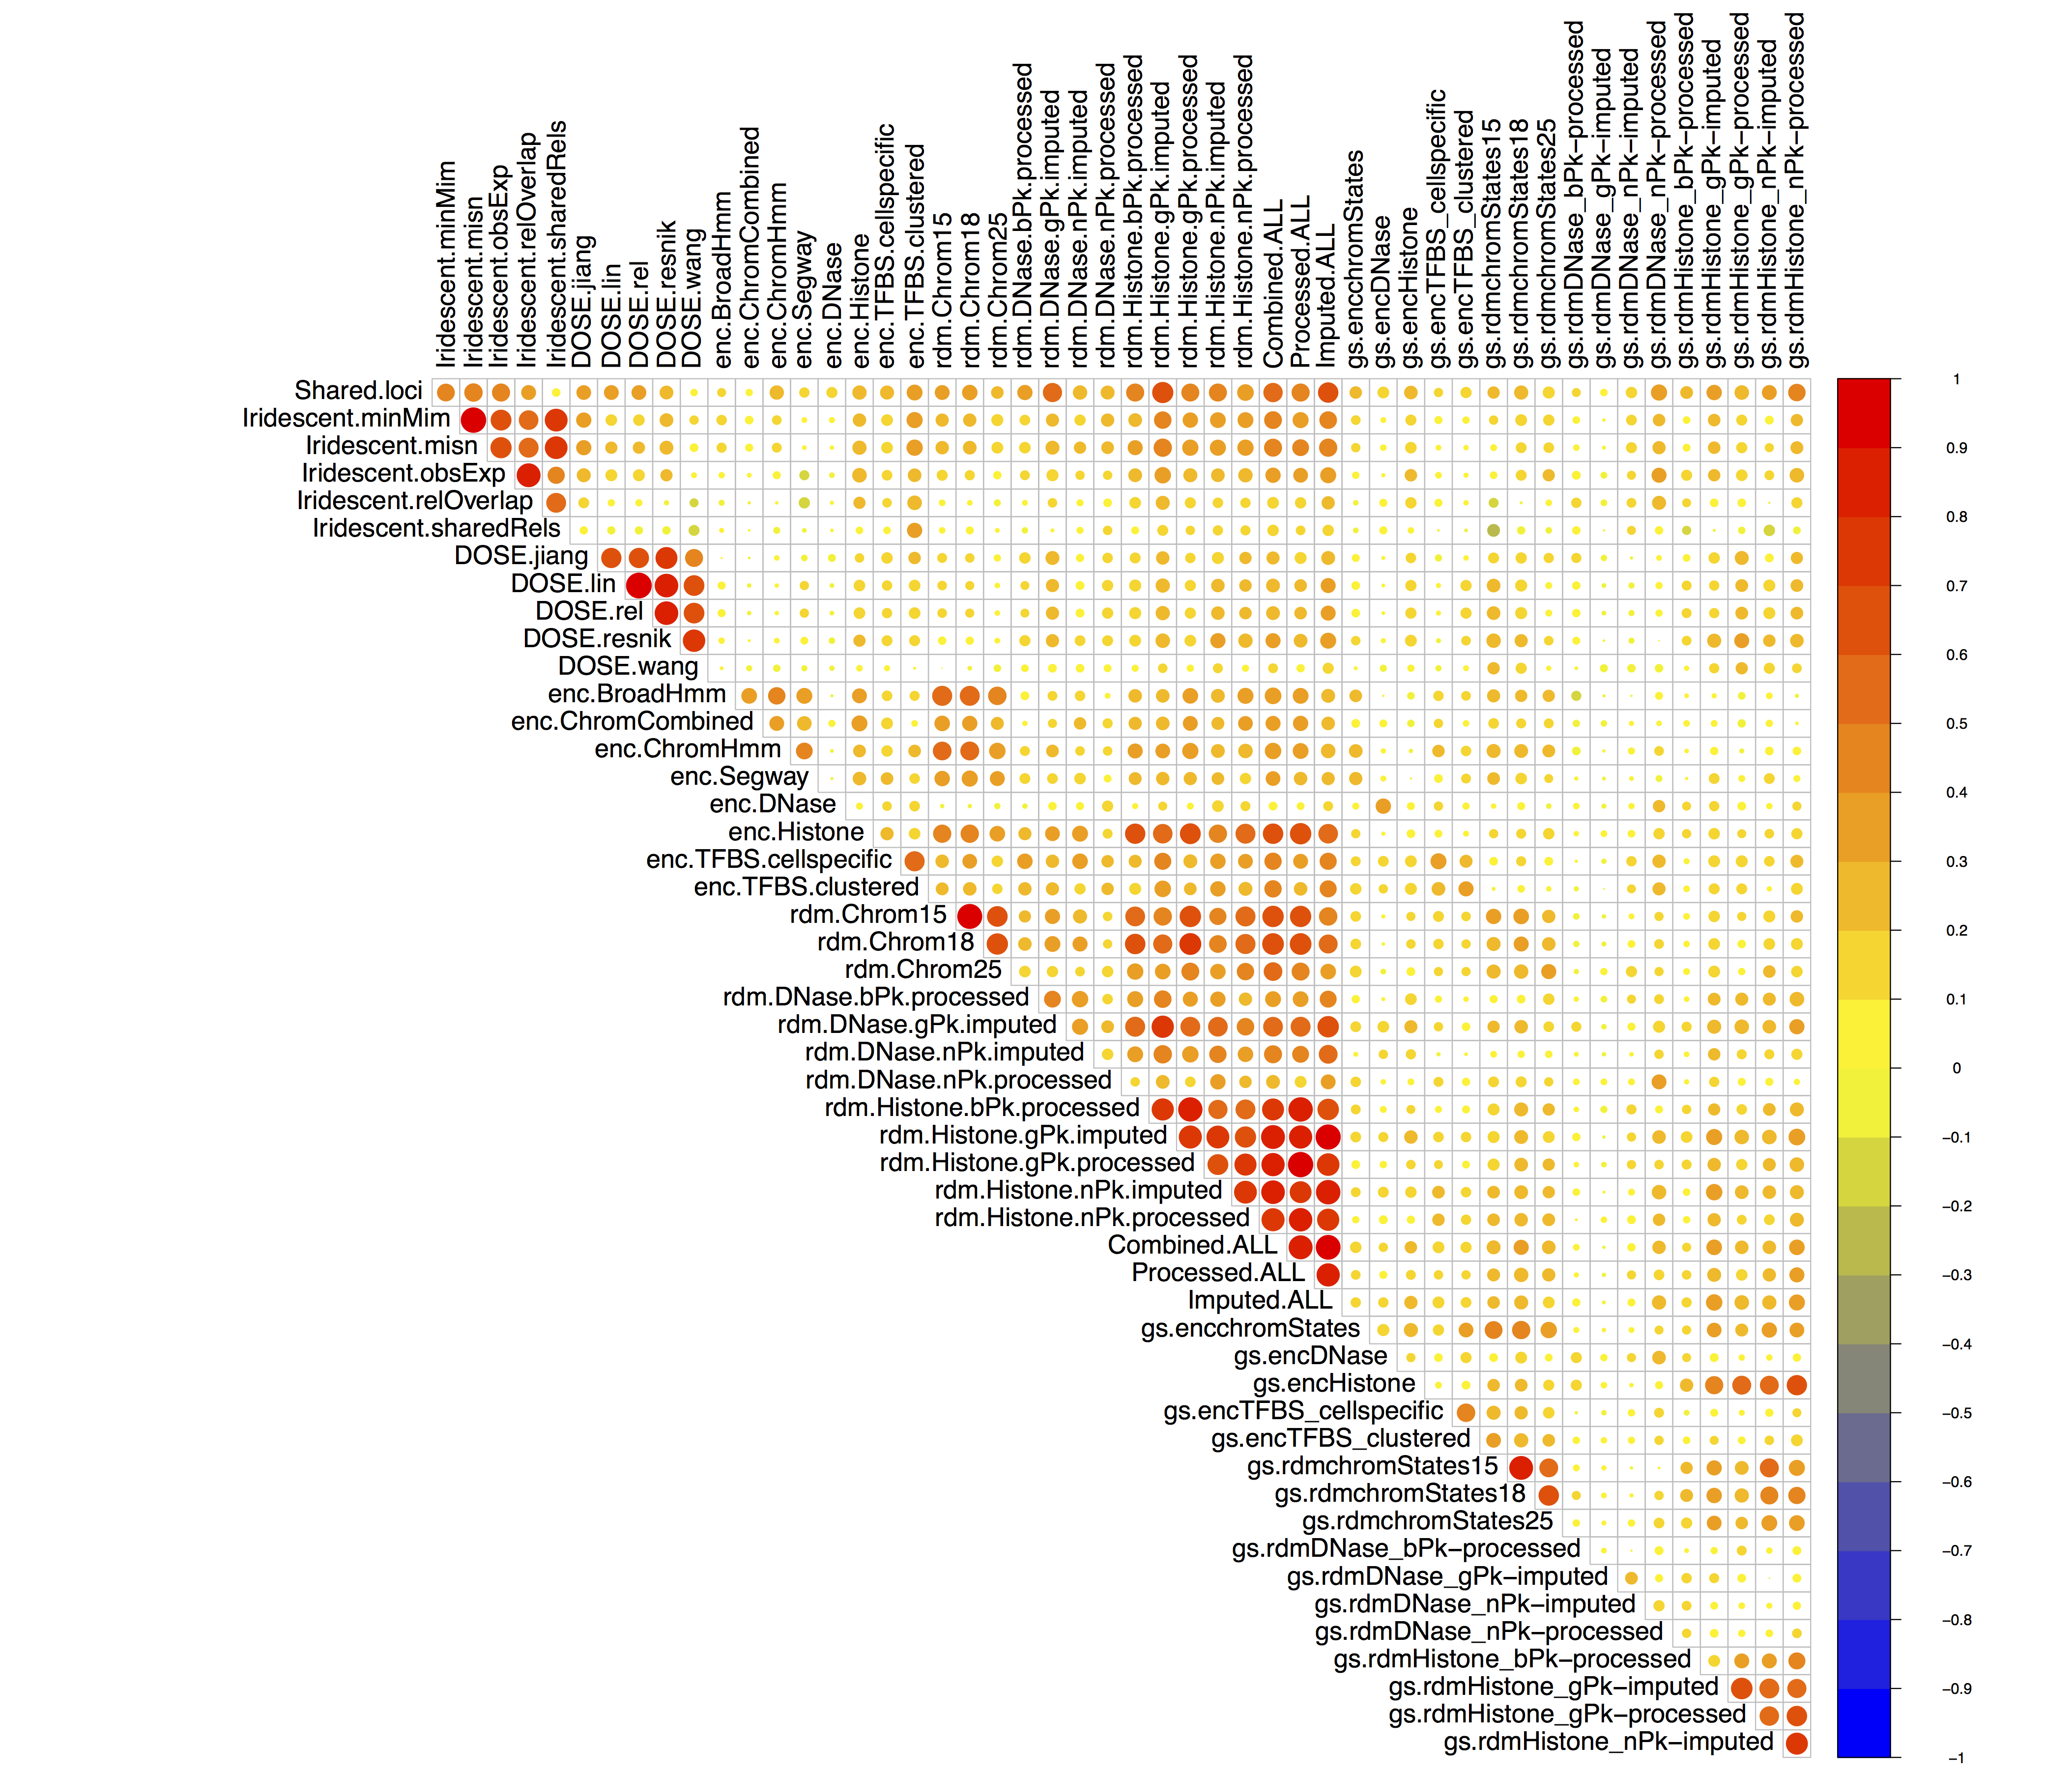 Iridescent.minMim
Iridescent.misn
Iridescent.obsExp
Iridescent.relOverlap
Iridescent.sharedRels
DOSE.jiang
DOSE.lin
DOSE.rel
DOSE.resnik
DOSE.wang
enc.BroadHmm
enc.ChromCombined
enc.ChromHmm
enc.Segway
enc.DNase
enc.Histone
enc.TFBS.cellspecific
enc.TFBS.clustered
rdm.Chrom15
rdm.Chrom18
rdm.Chrom25
rdm.DNase.bPk.processed
rdm.DNase.gPk.imputed
rdm.DNase.nPk.imputed
rdm.DNase.nPk.processed
rdm.Histone.bPk.processed
rdm.Histone.gPk.imputed
rdm.Histone.gPk.processed
rdm.Histone.nPk.imputed
rdm.Histone.nPk.processed
Combined.ALL
Processed.ALL
Imputed.ALL
gs.encchromStates
gs.encDNase
gs.encHistone
gs.encTFBS_cellspecific
gs.encTFBS_clustered
gs.rdmchromStates15
gs.rdmchromStates18
gs.rdmchromStates25
gs.rdmDNase_bPk−processed
gs.rdmDNase_gPk−imputed
gs.rdmDNase_nPk−imputed
gs.rdmDNase_nPk−processed
gs.rdmHistone_bPk−processed
gs.rdmHistone_gPk−imputed
gs.rdmHistone_gPk−processed
gs.rdmHistone_nPk−imputed
gs.rdmHistone_nPk−processed
Shared.loci
Iridescent.minMim
Iridescent.misn
Iridescent.obsExp
Iridescent.relOverlap
Iridescent.sharedRels
DOSE.jiang
DOSE.lin
DOSE.rel
DOSE.resnik
DOSE.wang
enc.BroadHmm
enc.ChromCombined
enc.ChromHmm
enc.Segway
enc.DNase
enc.Histone
enc.TFBS.cellspecific
enc.TFBS.clustered
rdm.Chrom15
rdm.Chrom18
rdm.Chrom25
rdm.DNase.bPk.processed
rdm.DNase.gPk.imputed
rdm.DNase.nPk.imputed
rdm.DNase.nPk.processed
rdm.Histone.bPk.processed
rdm.Histone.gPk.imputed
rdm.Histone.gPk.processed
rdm.Histone.nPk.imputed
rdm.Histone.nPk.processed
Combined.ALL
Processed.ALL
Imputed.ALL
gs.encchromStates
gs.encDNase
gs.encHistone
gs.encTFBS_cellspecific
gs.encTFBS_clustered
gs.rdmchromStates15
gs.rdmchromStates18
gs.rdmchromStates25
gs.rdmDNase_bPk−processed
gs.rdmDNase_gPk−imputed
gs.rdmDNase_nPk−imputed
gs.rdmDNase_nPk−processed
gs.rdmHistone_bPk−processed
gs.rdmHistone_gPk−imputed
gs.rdmHistone_gPk−processed
gs.rdmHistone_nPk−imputed
1
0.9
0.8
0.7
0.6
0.5
0.4
0.3
0.2
0.1
0
−0.1
−0.2
−0.3
−0.4
−0.5
−0.6
−0.7
−0.8
−0.9
−1